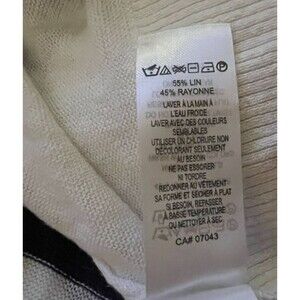 55% LIN
45% RAYONNE
LAVER À LA MAIN À
L'EAU FROIDE
LAVER AVEC DES COULEURS
SEMBLABLES
UTILISER UN CHLORURE NON
DÉCOLORANT SEULEMENT
AU BESOIN
NE PAS ESSORER
NI TORDRE
REDONNER AU VÊTEMENT
SA FORME ET SÉCHER À PLAT
SI BESOIN, REPASSER
À BASSE TEMPÉRATURE
OU NETTOYER À SEC
CA# 07043